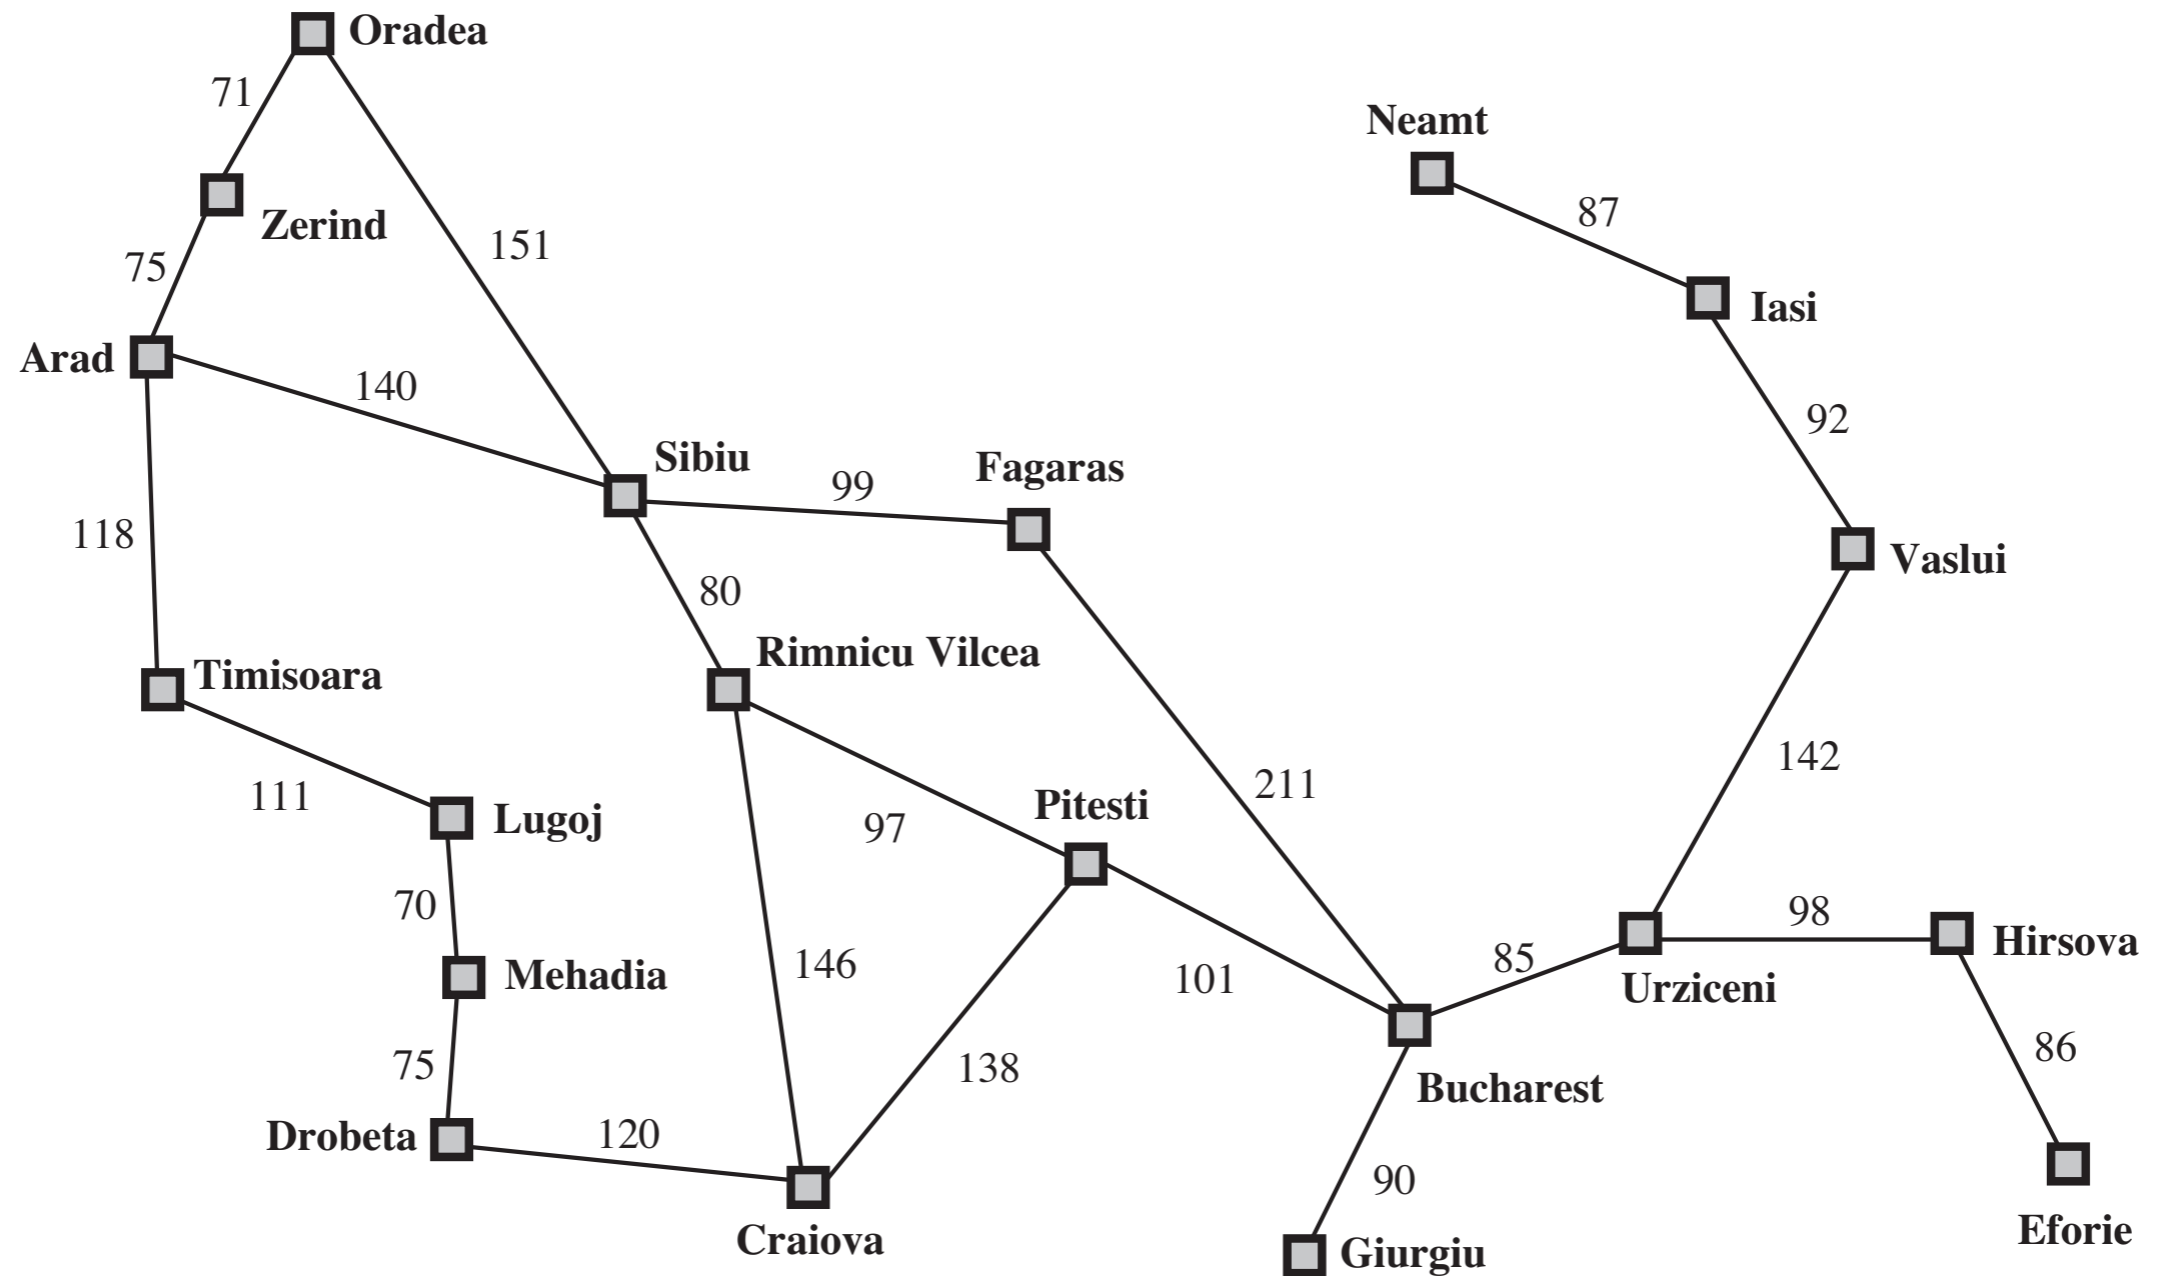 Oradea
71
Neamt
87
Zerind
151
75
Iasi
Arad
140
92
Sibiu
Fagaras
99
118
Vaslui
80
Rimnicu Vilcea
Timisoara
142
211
111
Pitesti
Lugoj
97
70
98
Hirsova
146
85
Mehadia
101
Urziceni
86
75
138
Bucharest
Drobeta
120
90
Eforie
Craiova
Giurgiu